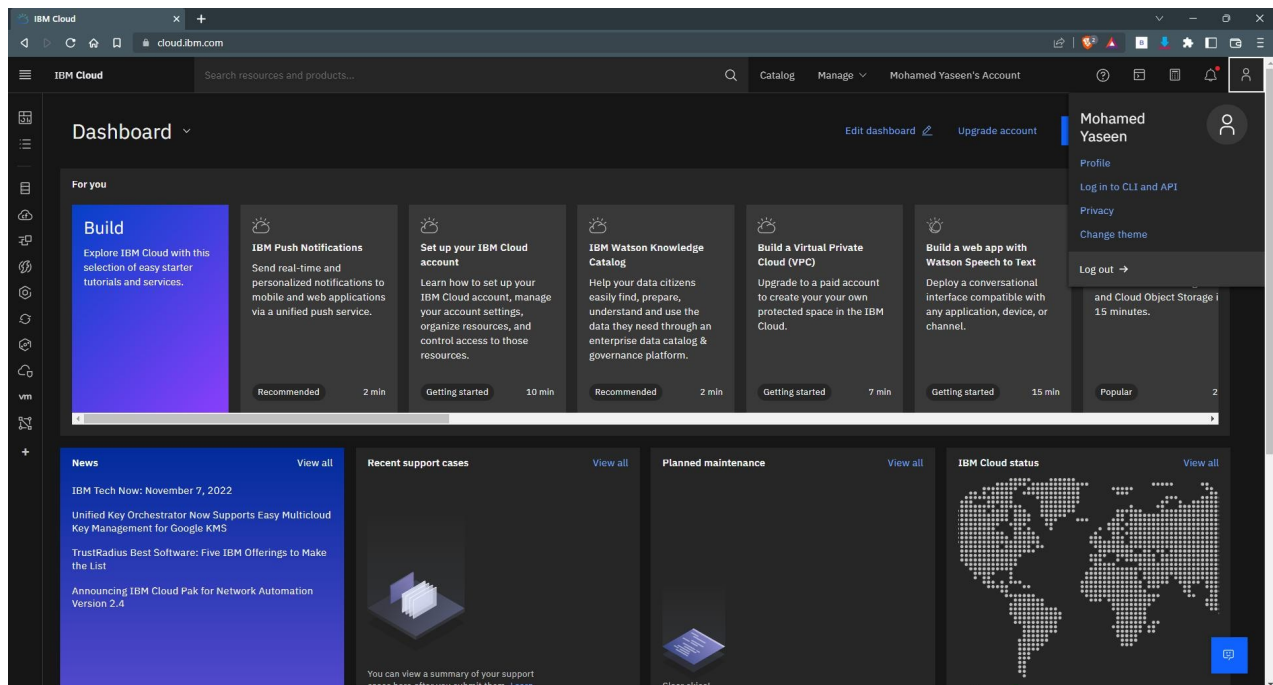 IBM Cloud
cloud.ibm.com
IBM Cloud
Search resources and products...
Catalog
Manage
Mohamed Yaseen's Account
Dashboard
Edit dashboard
Upgrade account
Mohamed
Yaseen
Profile
Log in to CLI and API
Privacy
Change theme
Log out →
For you
Build
Explore IBM Cloud with this
selection of easy starter
tutorials and services.
IBM Push Notifications
Send real-time and
personalized notifications to
mobile and web applications
via a unified push service.
Recommended
2 min
Set up your IBM Cloud
account
Learn how to set up your
IBM Cloud account, manage
your account settings,
organize resources, and
control access to those
resources.
Getting started
10 min
IBM Watson Knowledge
Catalog
Help your data citizens
easily find, prepare,
understand and use the
data they need through an
enterprise data catalog &
governance platform.
Recommended
2 min
Build a Virtual Private
Cloud (VPC)
Upgrade to a paid account
to create your your own
protected space in the IBM
Cloud.
Getting started
7 min
Build a web app with
Watson Speech to Text
Deploy a conversational
interface compatible with
any application, device, or
channel.
Getting started
15 min
and Cloud Object Storage i
15 minutes.
Popular
2
vm
News
View all
IBM Tech Now: November 7, 2022
Unified Key Orchestrator Now Supports Easy Multicloud
Key Management for Google KMS
TrustRadius Best Software: Five IBM Offerings to Make
the List
Announcing IBM Cloud Pak for Network Automation
Version 2.4
Recent support cases
View all
You can view a summary of your support
Planned maintenance
View all
IBM Cloud status
View all